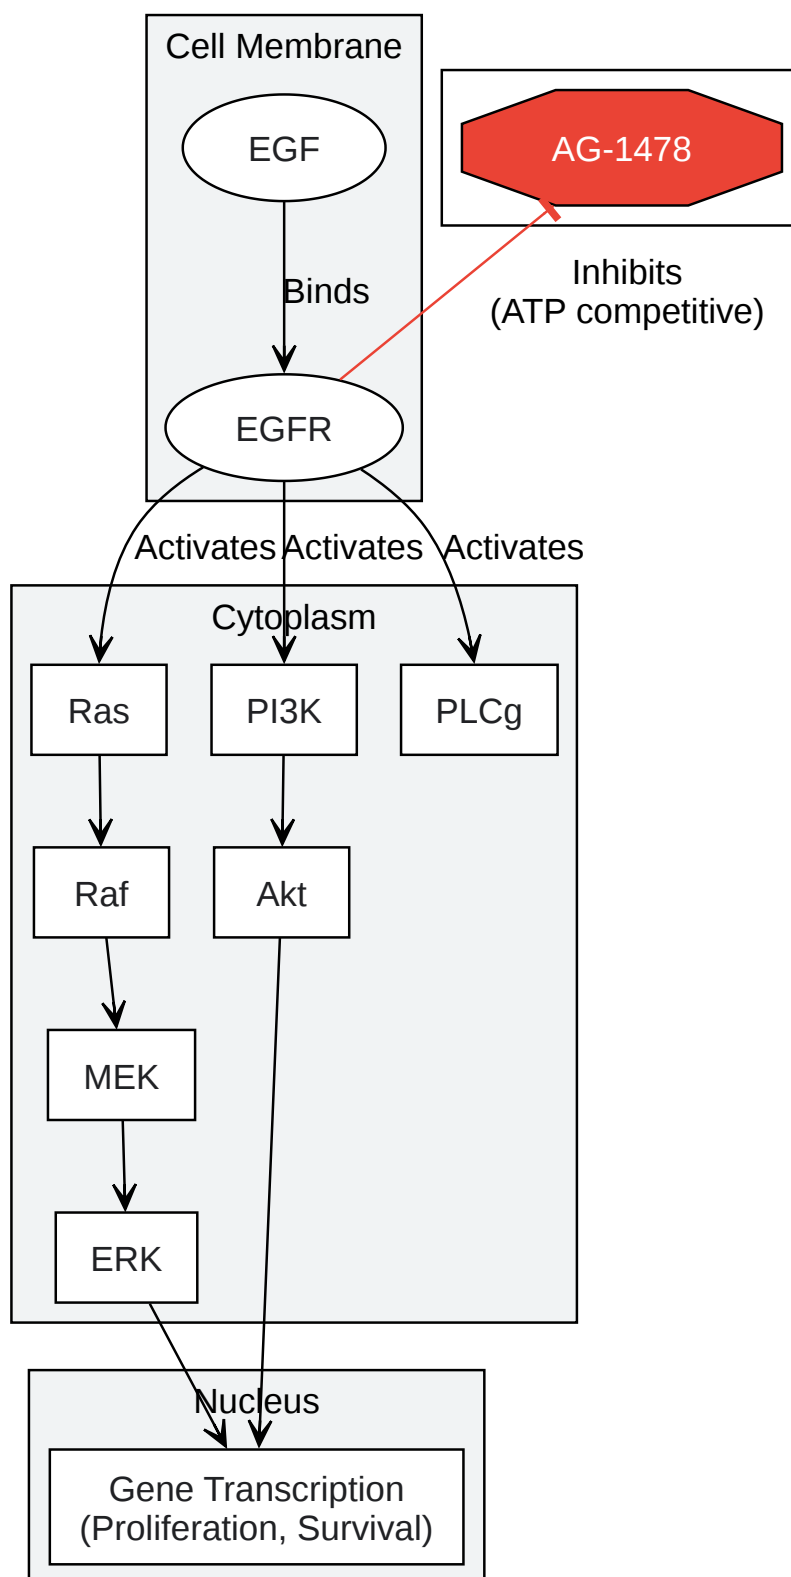 Cell Membrane
EGF
AG-1478
Binds
Inhibits
(ATP competitive)
EGFR
Activates
Activates
Activates
Cytoplasm
Ras
PI3K
PLCg
Raf
Akt
MEK
ERK
Nucleus
Gene Transcription
(Proliferation, Survival)